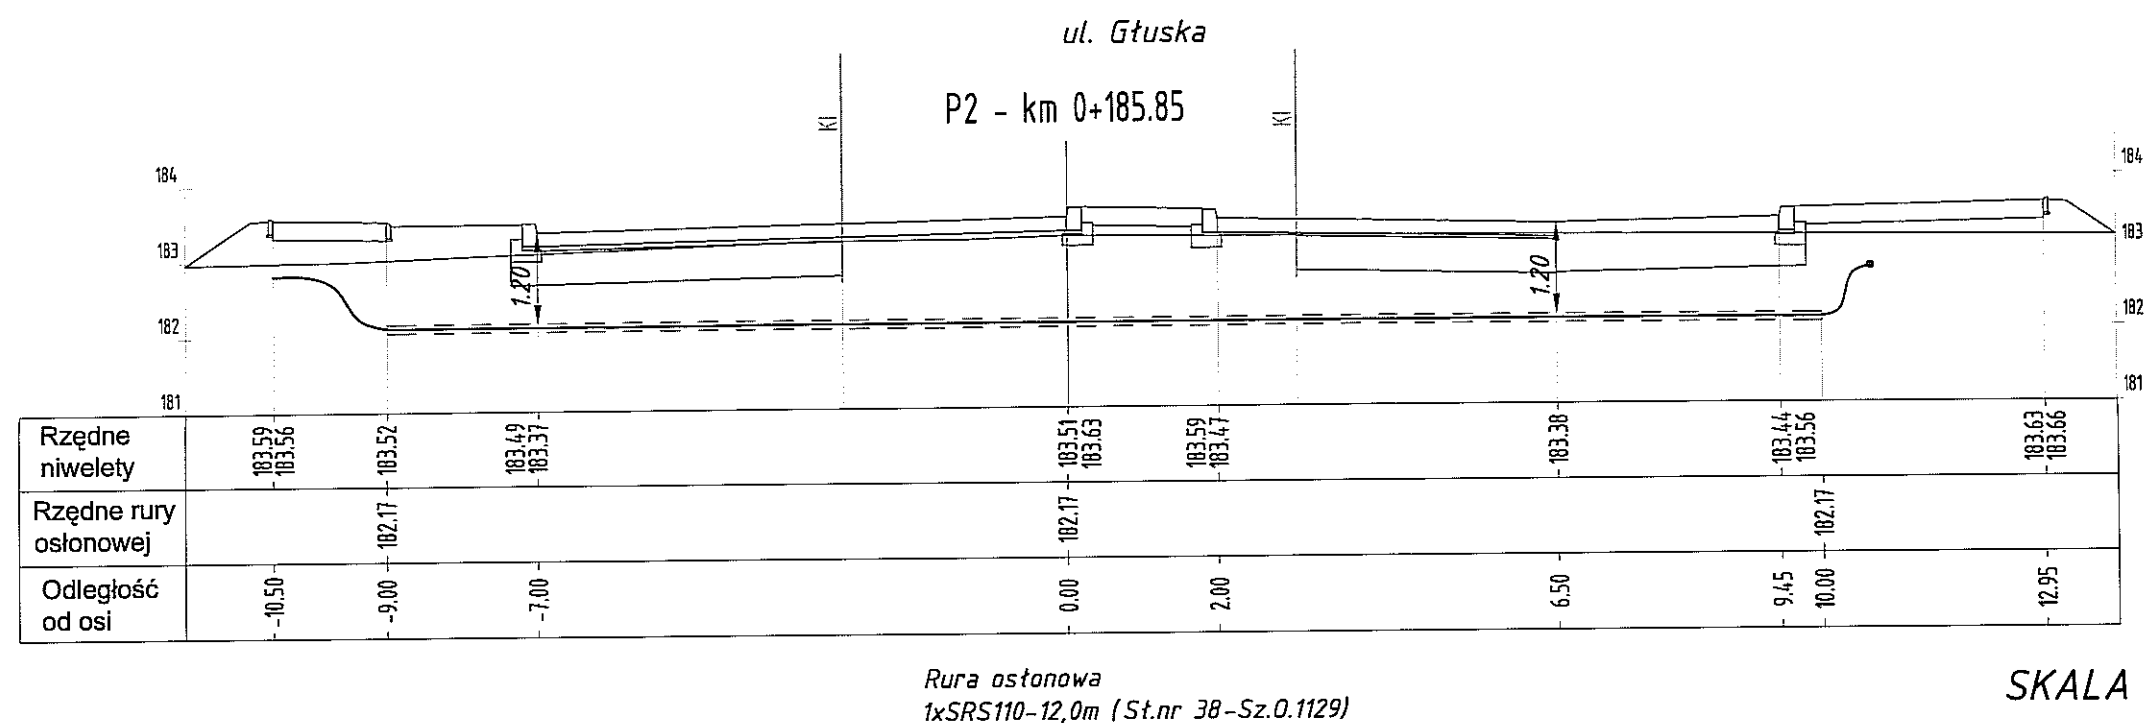 ul. Głuska
P2 - km 0+185.85
KI
KI
184
183
182
181
184
183
182
181
1.20
1.20
Rzędne
niwelety
183.59
183.56
183.52
183.49
183.37
183.51
183.63
183.59
183.47
183.38
183.44
183.56
183.63
183.66
Rzędne rury
osłonowej
182.17
182.17
182.17
Odległość
od osi
-10.50
-9.00
-7.00
0.00
2.00
6.50
9.45
10.00
12.95
Rura osłonowa
1xSRS110-12,0m (St.nr 38-Sz.O.1129)
SKALA